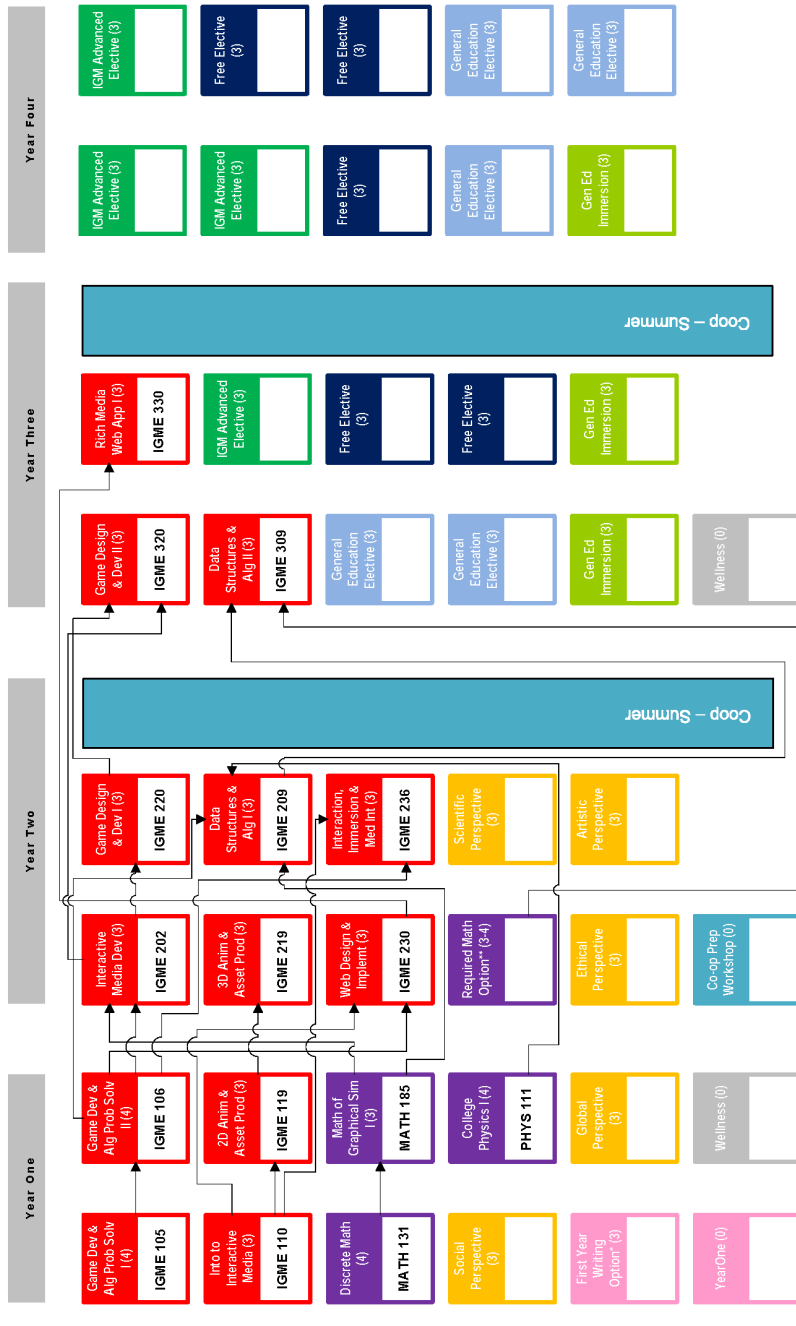 Year One
Game Dev &
Alg Prob Solv
I (4)
IGME 105
Into to
Interactive
Media (3)
IGME 110
Discrete Math
(4)
MATH 131
Social
Perspective
(3)
First Year
Writing
Option* (3)
YearOne (0)
Game Dev &
Alg Prob Solv
II (4)
IGME 106
2D Anim &
Asset Prod (3)
IGME 119
Math of
Graphical Sim
I (3)
MATH 185
College
Physics I (4)
PHYS 111
Global
Perspective
(3)
Wellness (0)
Year Two
Interactive
Media Dev (3)
IGME 202
3D Anim &
Asset Prod (3)
IGME 219
Web Design &
Implemt (3)
IGME 230
Required Math
Option** (3-4)
Ethical
Perspective
(3)
Co-op Prep
Workshop (0)
Game Design
& Dev I (3)
IGME 220
Data
Structures &
Alg I (3)
IGME 209
Interaction,
Immersion &
Med Int (3)
IGME 236
Scientific
Perspective
(3)
Artistic
Perspective
(3)
Coop – Summer
Year Three
Game Design
& Dev II (3)
IGME 320
Data
Structures &
Alg II (3)
IGME 309
General
Education
Elective (3)
General
Education
Elective (3)
Gen Ed
Immersion (3)
Wellness (0)
Rich Media
Web App I (3)
IGME 330
IGM Advanced
Elective (3)
Free Elective
(3)
Free Elective
(3)
Gen Ed
Immersion (3)
Coop – Summer
Year Four
IGM Advanced
Elective (3)
IGM Advanced
Elective (3)
Free Elective
(3)
General
Education
Elective (3)
Gen Ed
Immersion (3)
IGM Advanced
Elective (3)
Free Elective
(3)
Free Elective
(3)
General
Education
Elective (3)
General
Education
Elective (3)